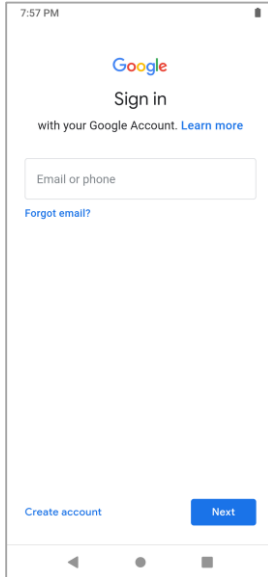 7:57 PM
Google
Sign in
with your Google Account. Learn more
Email or phone
Forgot email?
Create account
Next